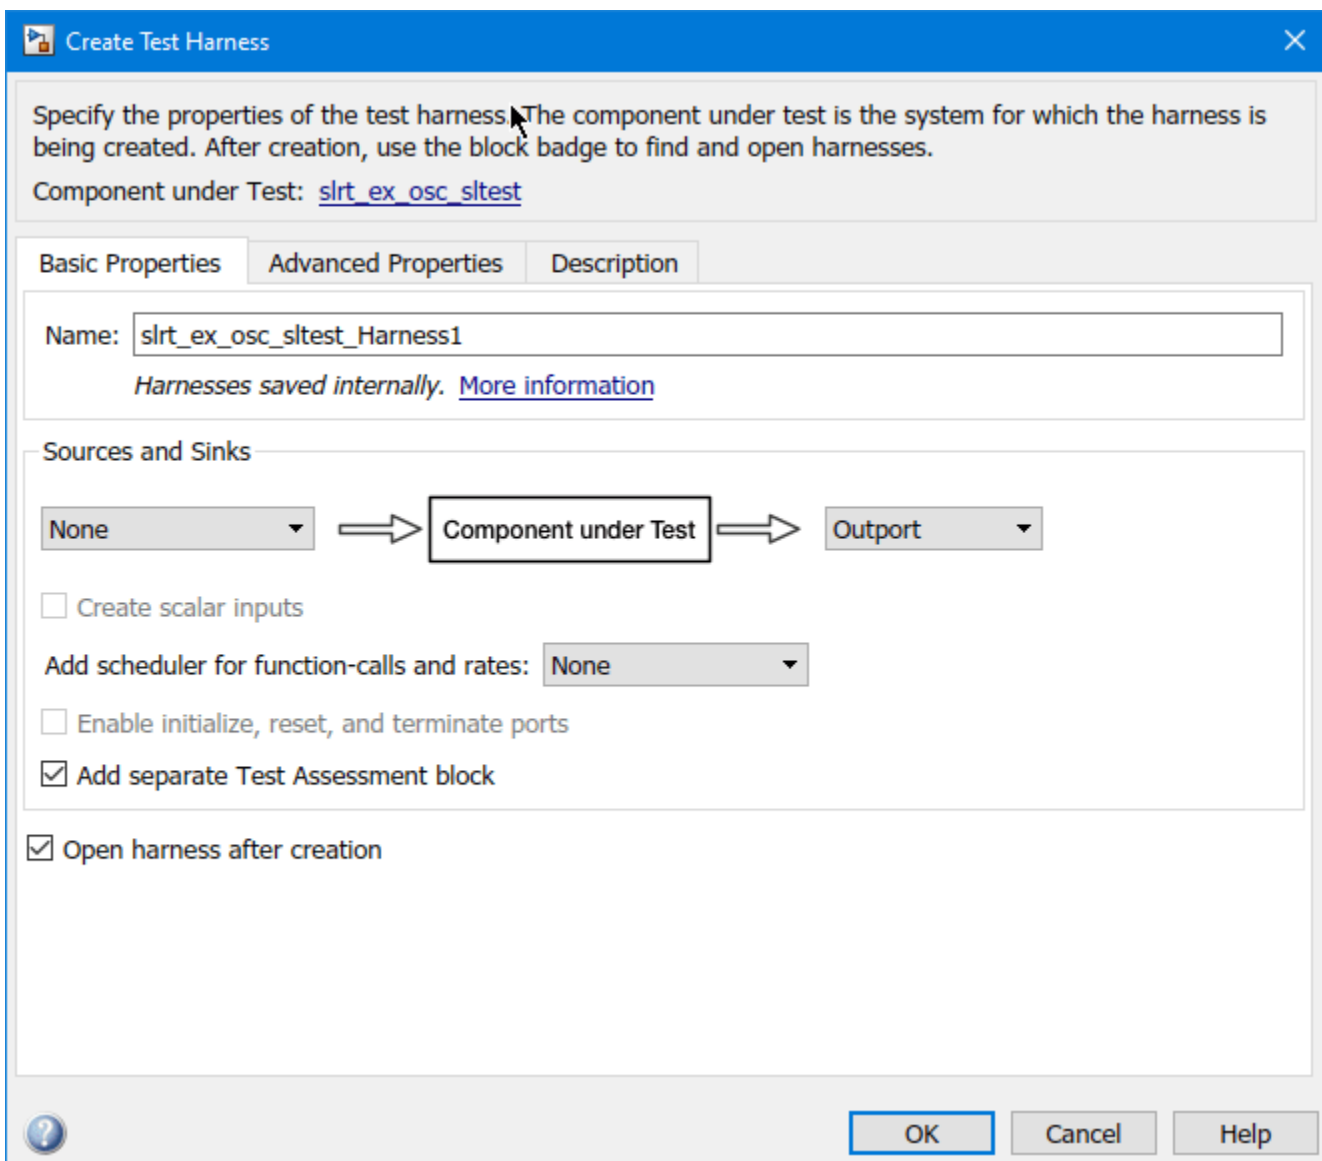 Create Test Harness
Specify the properties of the test harness. The component under test is the system for which the harness is
being created. After creation, use the block badge to find and open harnesses.
Component under Test: slrt_ex_osc_sltest
Basic Properties Advanced Properties Description
Name: slrt_ex_osc_sltest_Harness1
Harnesses saved internally. More information
Sources and Sinks
None Component under Test Outport
Create scalar inputs
Add scheduler for function-calls and rates: None
Enable initialize, reset, and terminate ports
Add separate Test Assessment block
Open harness after creation
? OK Cancel Help